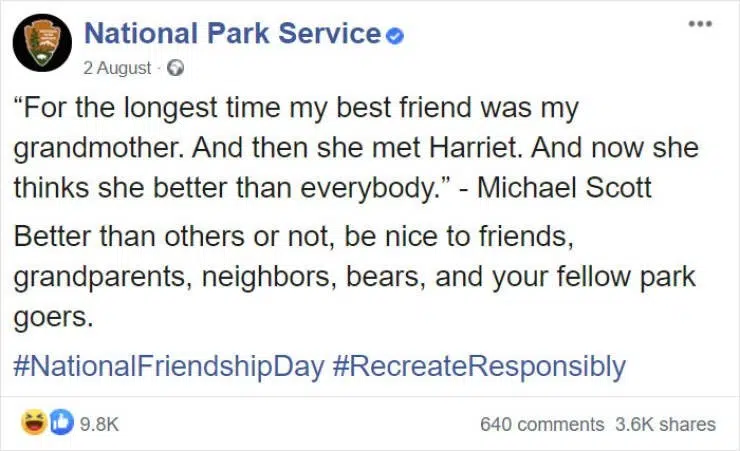 National Park Service
2 August ·
“For the longest time my best friend was my
grandmother. And then she met Harriet. And now she
thinks she better than everybody.” - Michael Scott
Better than others or not, be nice to friends,
grandparents, neighbors, bears, and your fellow park
goers.
#NationalFriendshipDay #RecreateResponsibly
9.8K 640 comments 3.6K shares